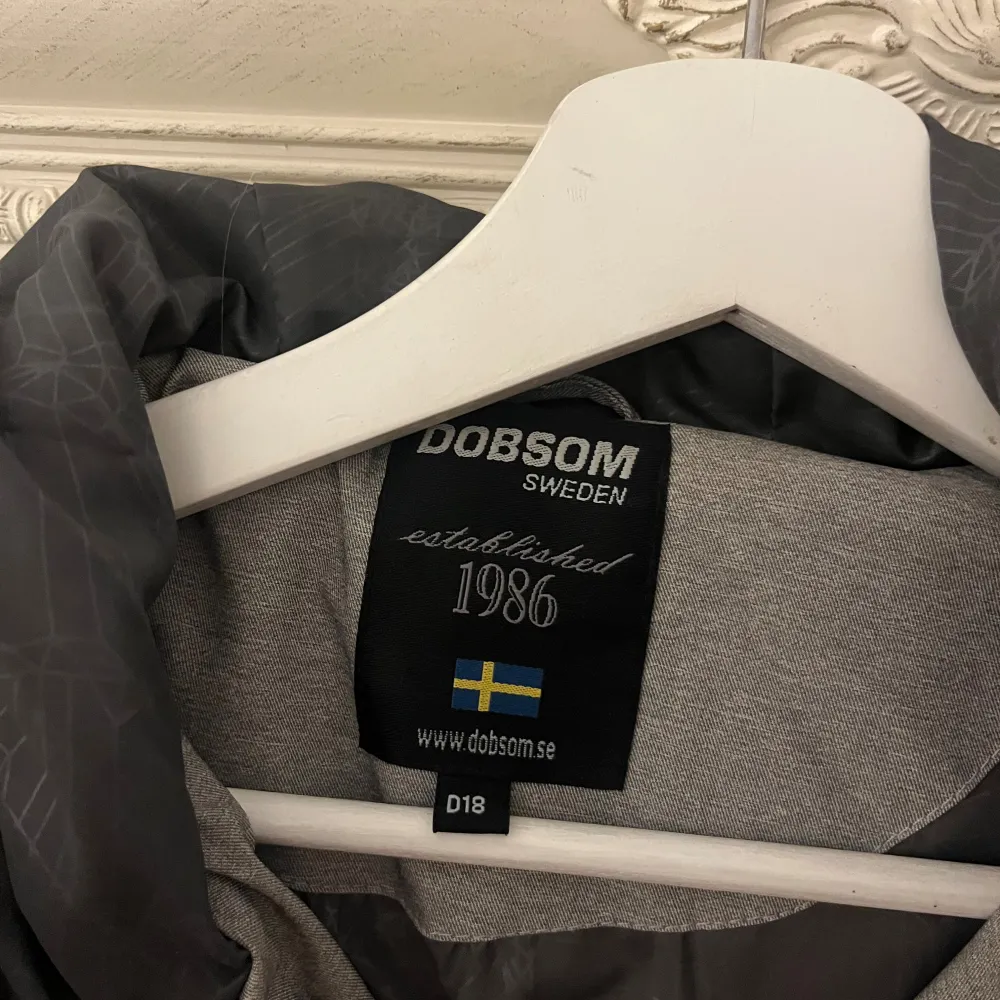 DOBSOM
SWEDEN
established
1986
www.dobsom.se
D18